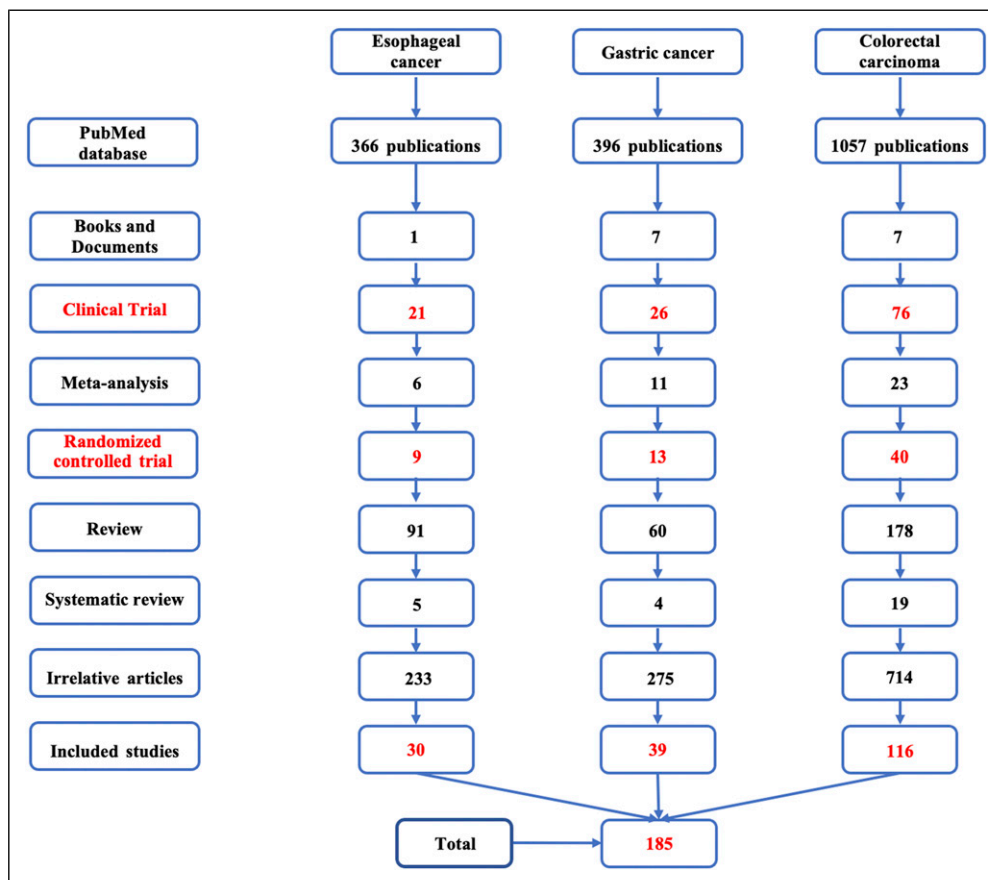 Esophageal
cancer
Gastric cancer
Colorectal
carcinoma
PubMed
database
366 publications
396 publications
1057 publications
Books and
Documents
1
7
7
Clinical Trial
21
26
76
Meta-analysis
6
11
23
Randomized
controlled trial
9
13
40
Review
91
60
178
Systematic review
5
4
19
Irrelative articles
233
275
714
Included studies
30
39
116
Total
185